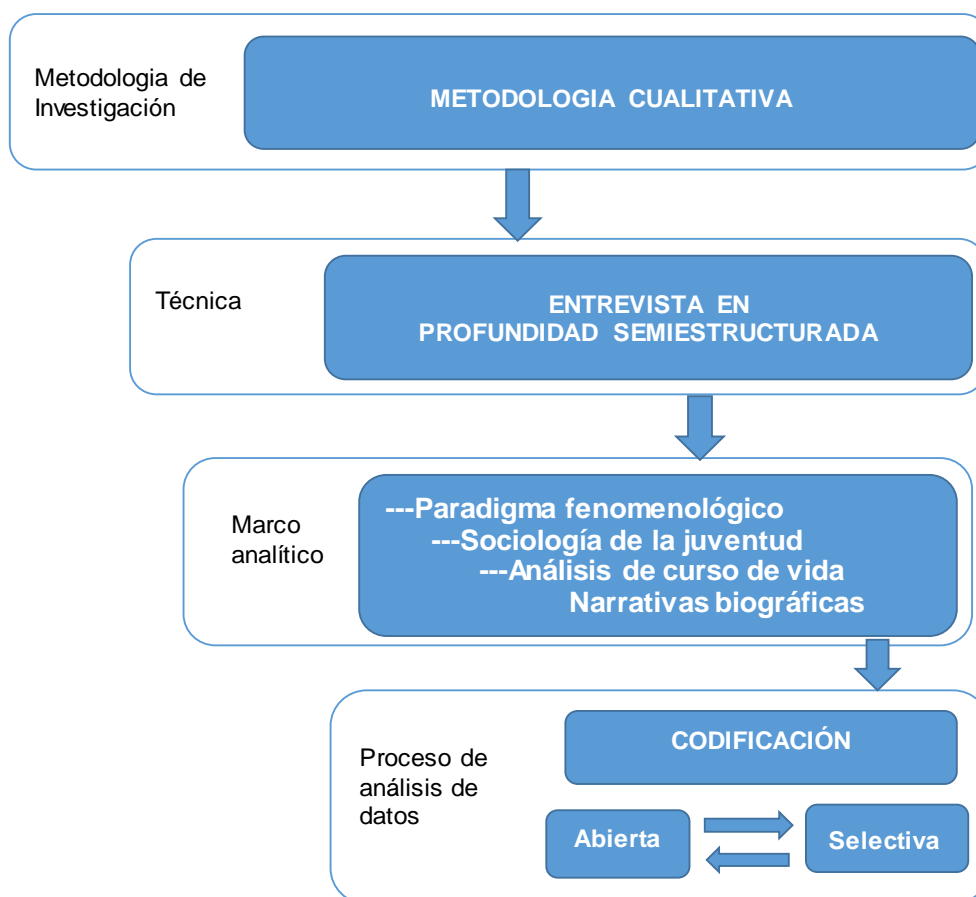 Metodologia de
Investigación
METODOLOGIA CUALITATIVA
Técnica
ENTREVISTA EN
PROFUNDIDAD SEMIESTRUCTURADA
Marco
analítico
---Paradigma fenomenológico
---Sociología de la juventud
---Análisis de curso de vida
Narrativas biográficas
Proceso de
análisis de
datos
CODIFICACIÓN
Abierta
Selectiva